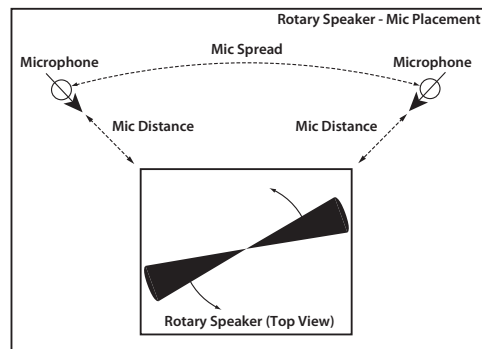 Rotary Speaker - Mic Placement
Mic Spread
Microphone
Microphone
Mic Distance
Mic Distance
Rotary Speaker (Top View)